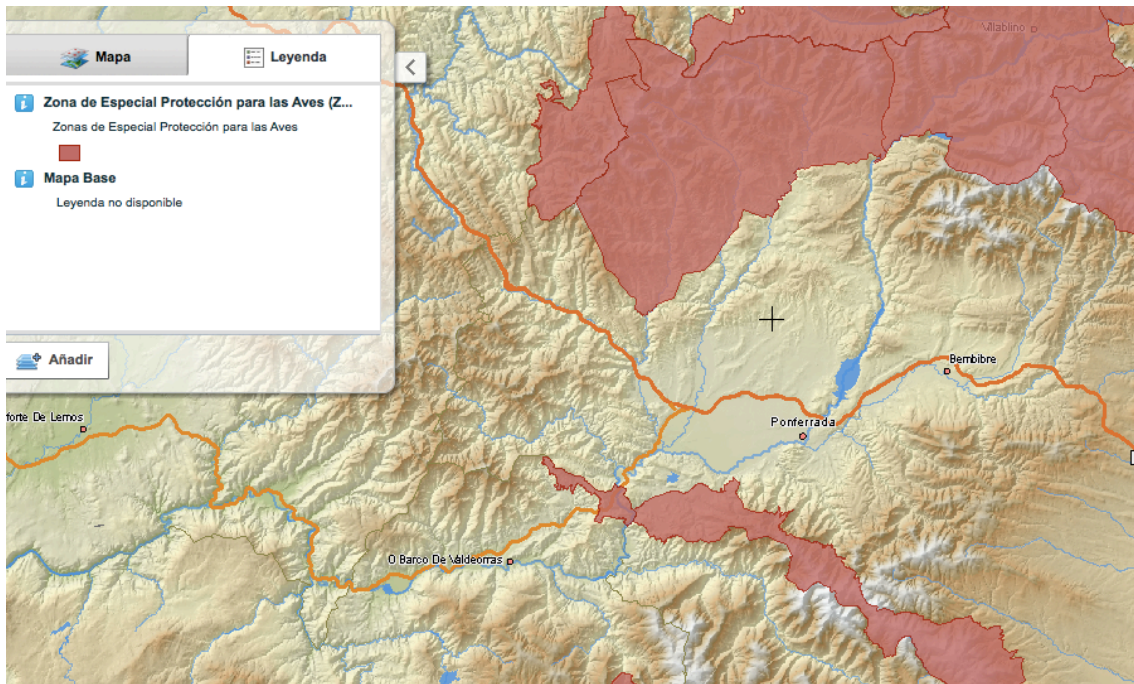 Mapa
Leyenda
Zona de Especial Protección para las Aves (Z...
Zonas de Especial Protección para las Aves
Mapa Base
Leyenda no disponible
Añadir
Villablino
Bembibre
forte De Lemos
Ponferrada
O Barco De Valdeorras